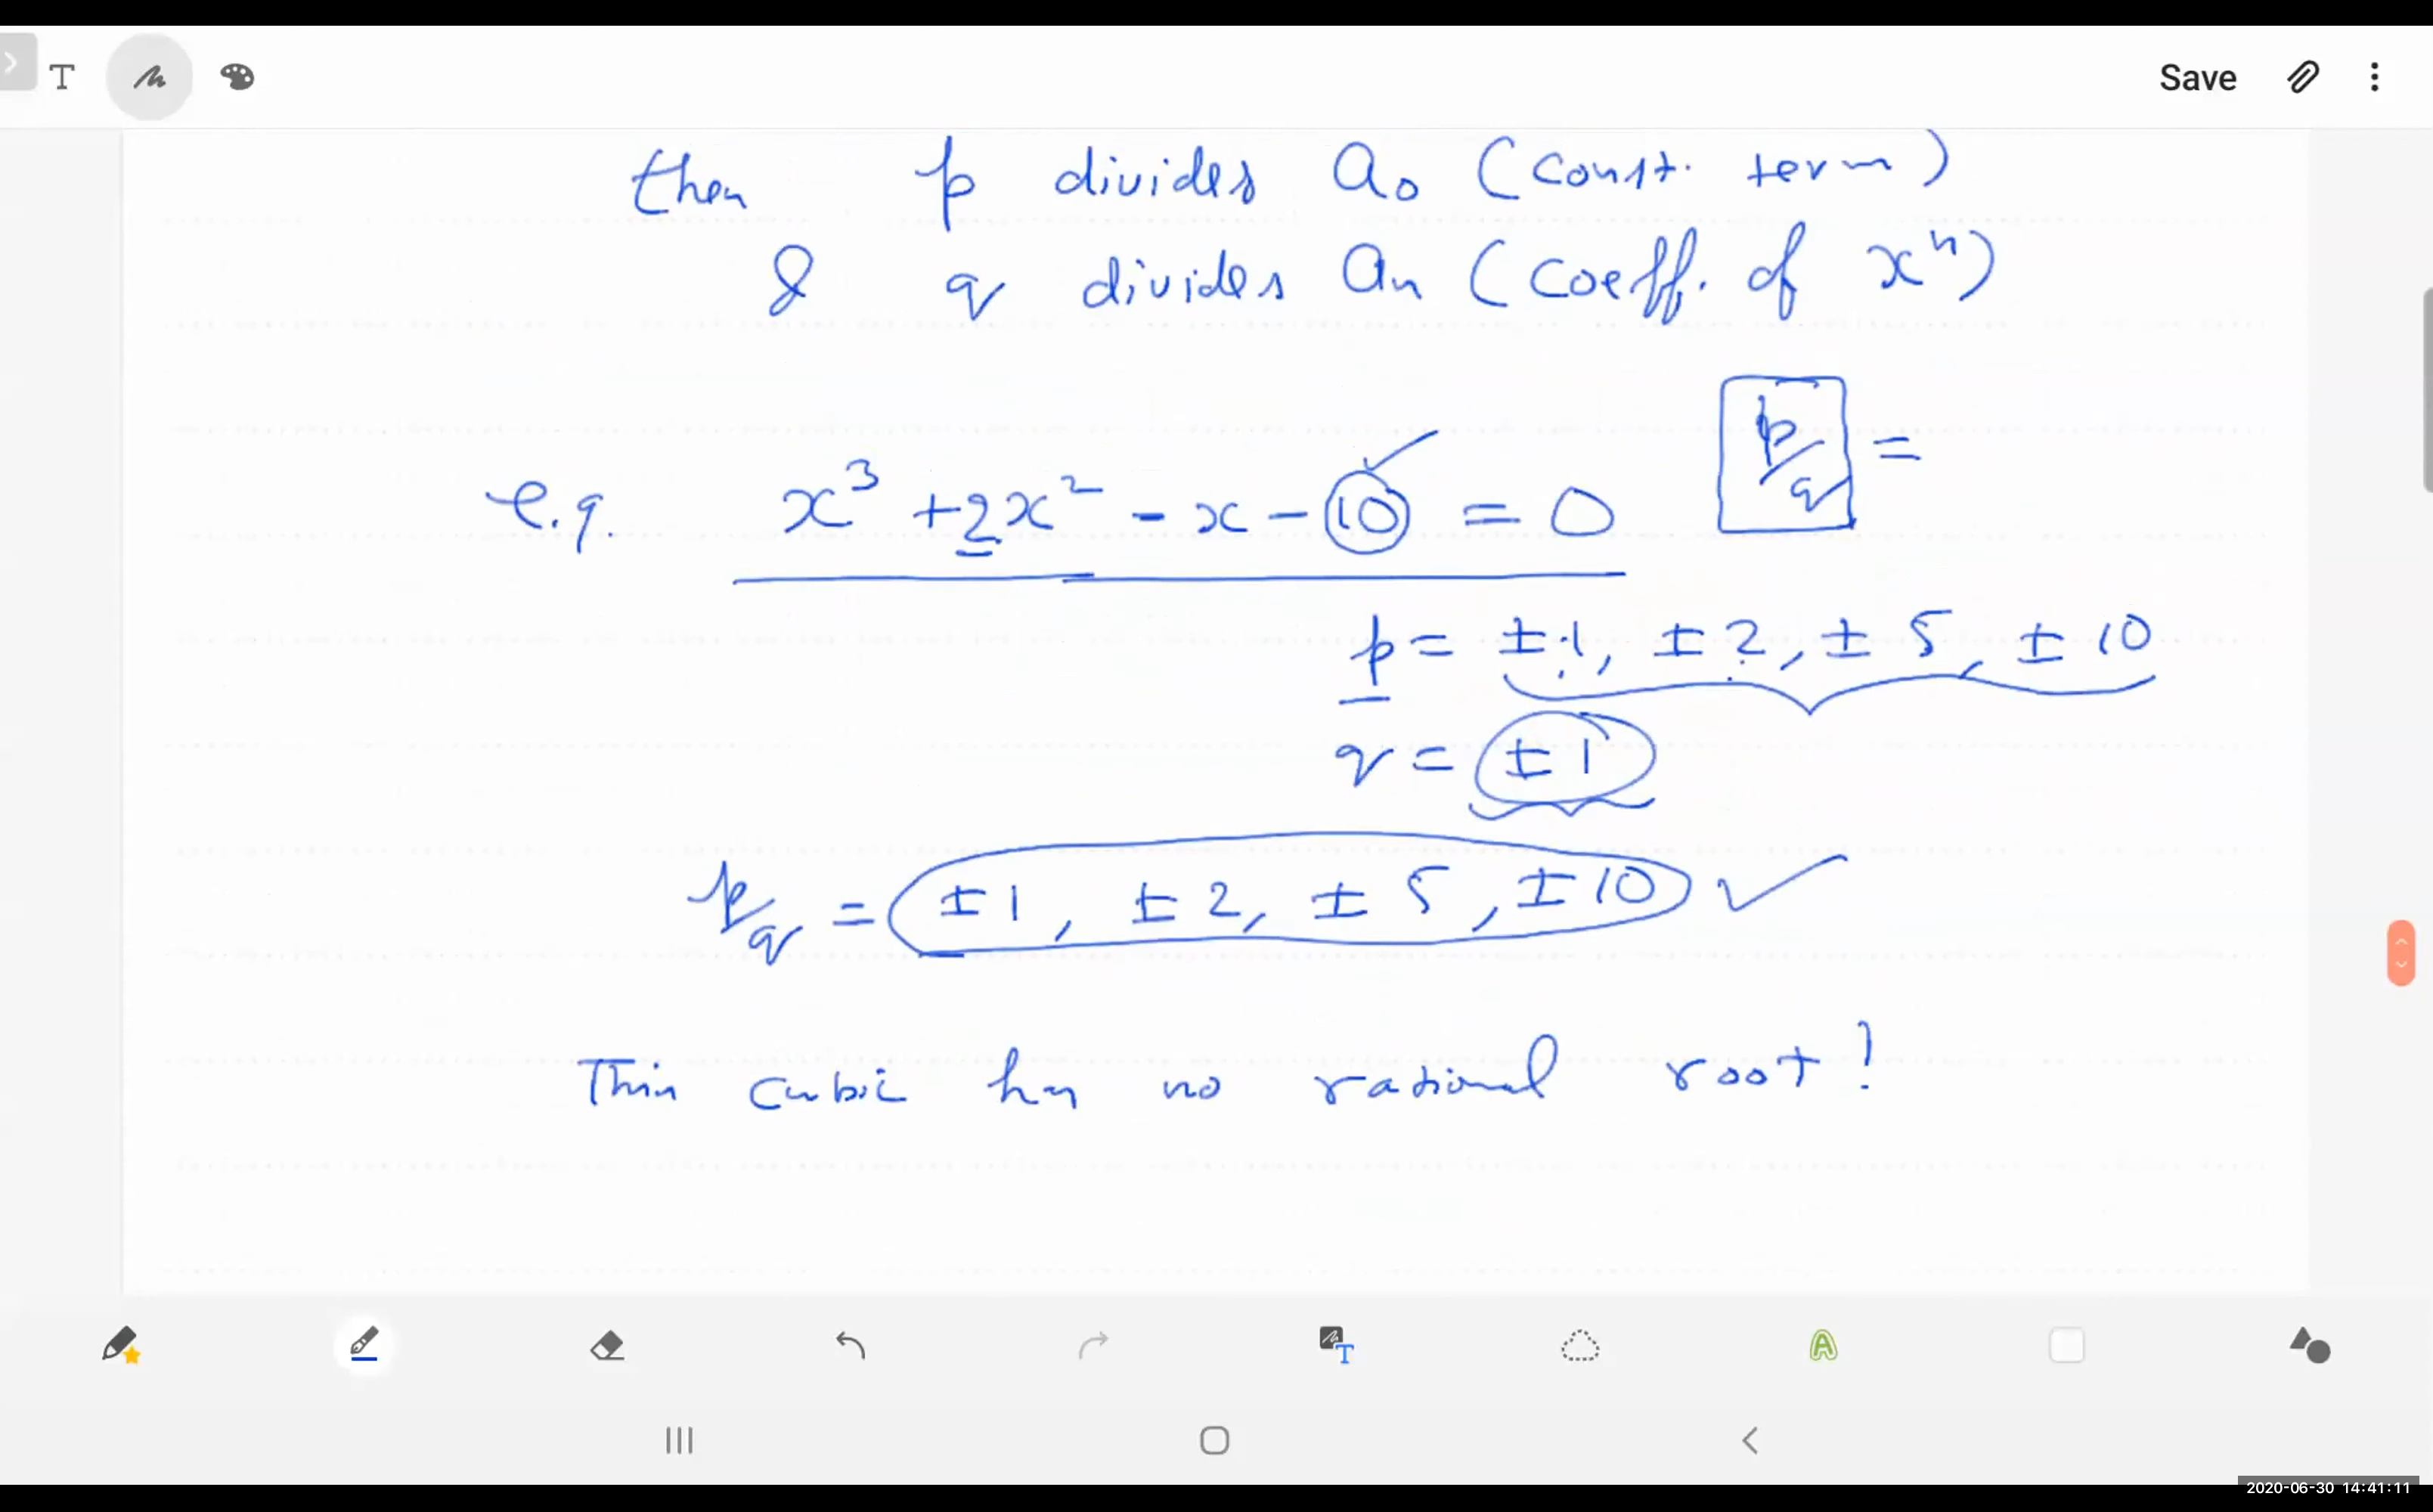 T Save
then p divides a₀ (Const. term)
& q divides aₙ (Coeff. of xⁿ)
p/q =
e.g. x³ +2x² - x - 10 = 0
p = ±1, ±2, ±5, ±10
q = ±1
p/q = ±1, ±2, ±5, ±10
This cubic has no rational root!
T
A
2020-06-30 14:41:11